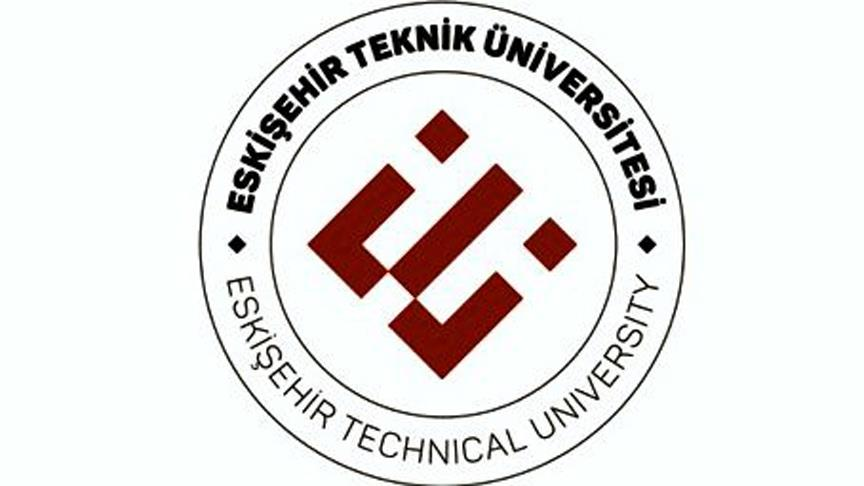 ESKİŞEHİR TEKNİK ÜNİVERSİTESİ
ESKİŞEHİR TECHNICAL UNIVERSITY